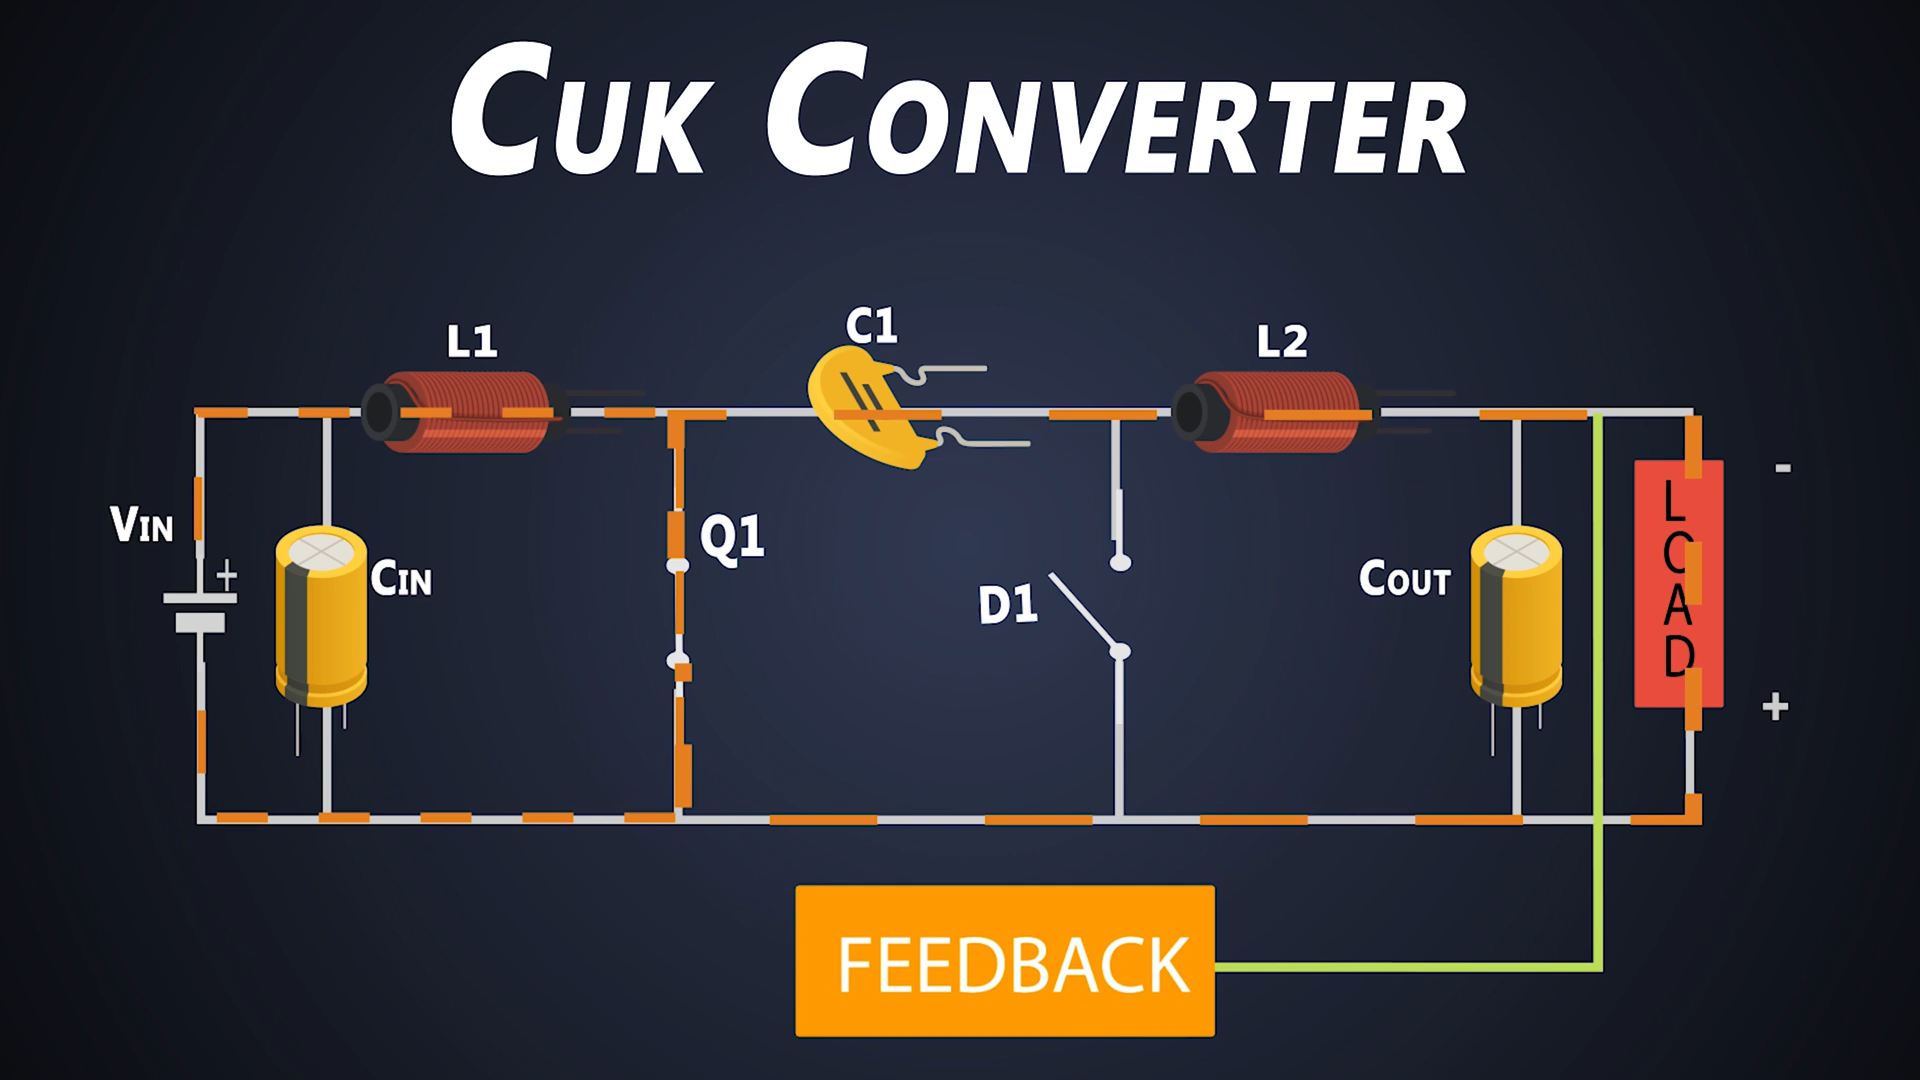 CUK CONVERTER
L1
C1
L2
VIN
+
CIN
Q1
D1
COUT
LOAD
-
+
FEEDBACK